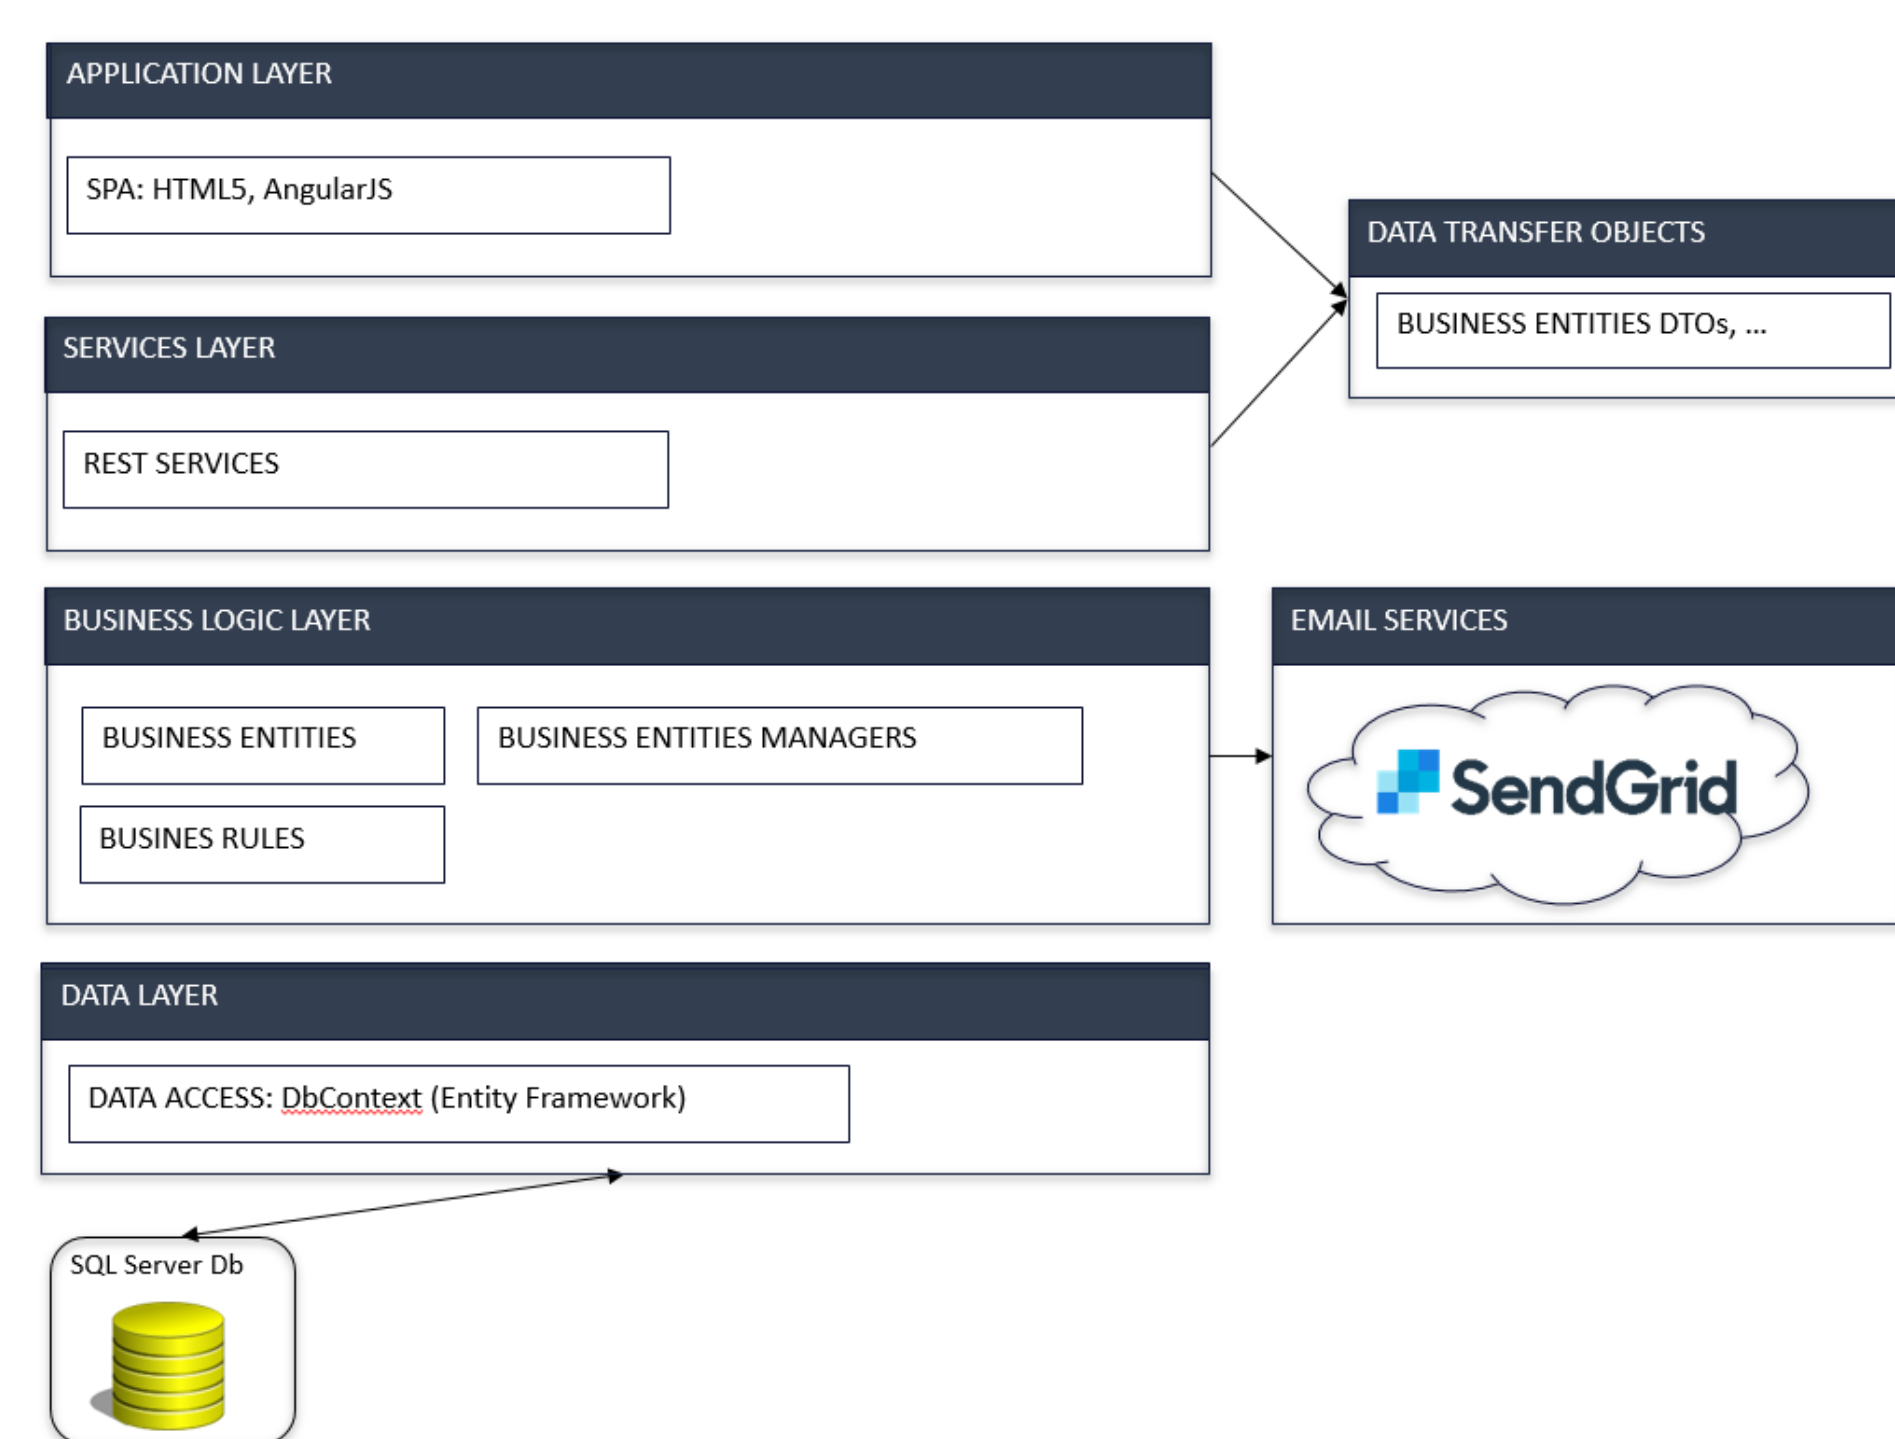 APPLICATION LAYER
SPA: HTML5, AngularJS
DATA TRANSFER OBJECTS
BUSINESS ENTITIES DTOs, ...
SERVICES LAYER
REST SERVICES
BUSINESS LOGIC LAYER
BUSINESS ENTITIES
BUSINESS ENTITIES MANAGERS
BUSINES RULES
EMAIL SERVICES
SendGrid
DATA LAYER
DATA ACCESS: DbContext (Entity Framework)
SQL Server Db